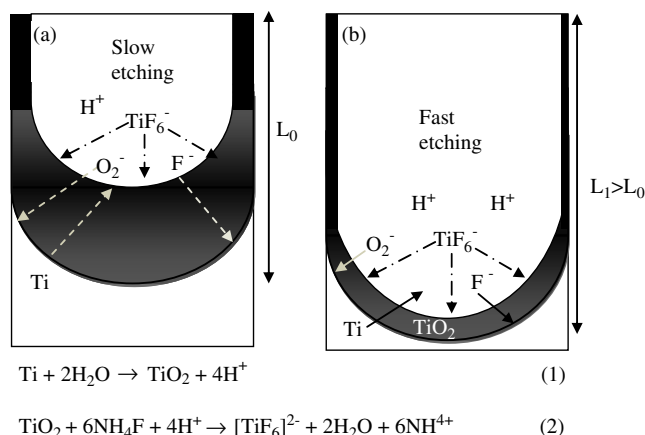 (a)
Slow
etching
H⁺
TiF₆⁻
O₂⁻
F⁻
L₀
Ti
(b)
Fast
etching
L₁>L₀
H⁺ H⁺
TiF₆⁻
O₂⁻
F⁻
Ti
TiO₂
Ti + 2H₂O → TiO₂ + 4H⁺ (1)
TiO₂ + 6NH₄F + 4H⁺ → [TiF₆]²⁻ + 2H₂O + 6NH⁴⁺ (2)